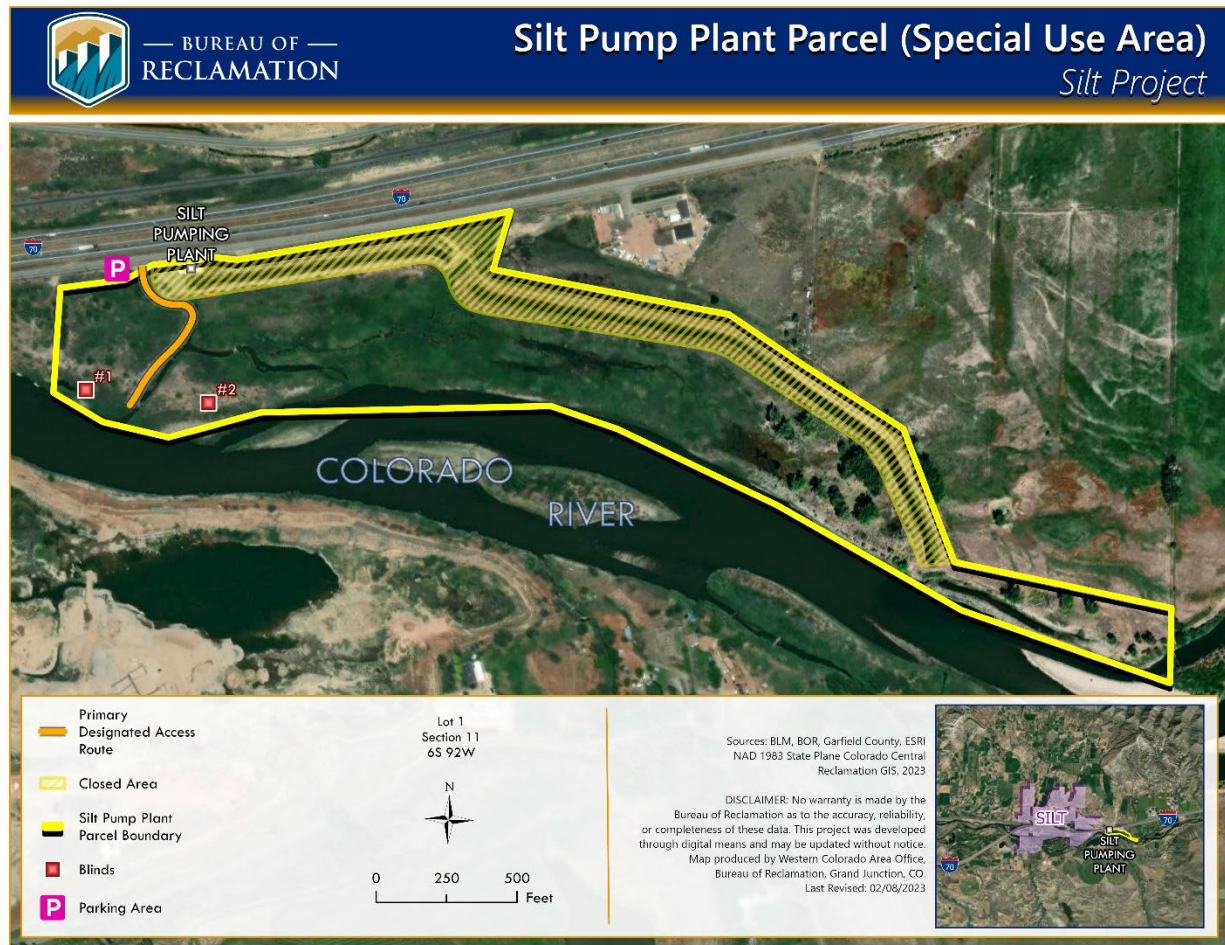 BUREAU OF
RECLAMATION
Silt Pump Plant Parcel (Special Use Area)
Silt Project
70
70
SILT
PUMPING
PLANT
P
#1
#2
COLORADO
RIVER
Primary
Designated Access
Route
Closed Area
Silt Pump Plant
Parcel Boundary
Blinds
P
Parking Area
Lot 1
Section 11
6S 92W
N
0 250 500
Feet
Sources: BLM, BOR, Garfield County, ESRI
NAD 1983 State Plane Colorado Central
Reclamation GIS, 2023
DISCLAIMER: No warranty is made by the
Bureau of Reclamation as to the accuracy, reliability,
or completeness of these data. This project was developed
through digital means and may be updated without notice.
Map produced by Western Colorado Area Office,
Bureau of Reclamation, Grand Junction, CO.
Last Revised: 02/08/2023
SILT
70
SILT
PUMPING
PLANT
70